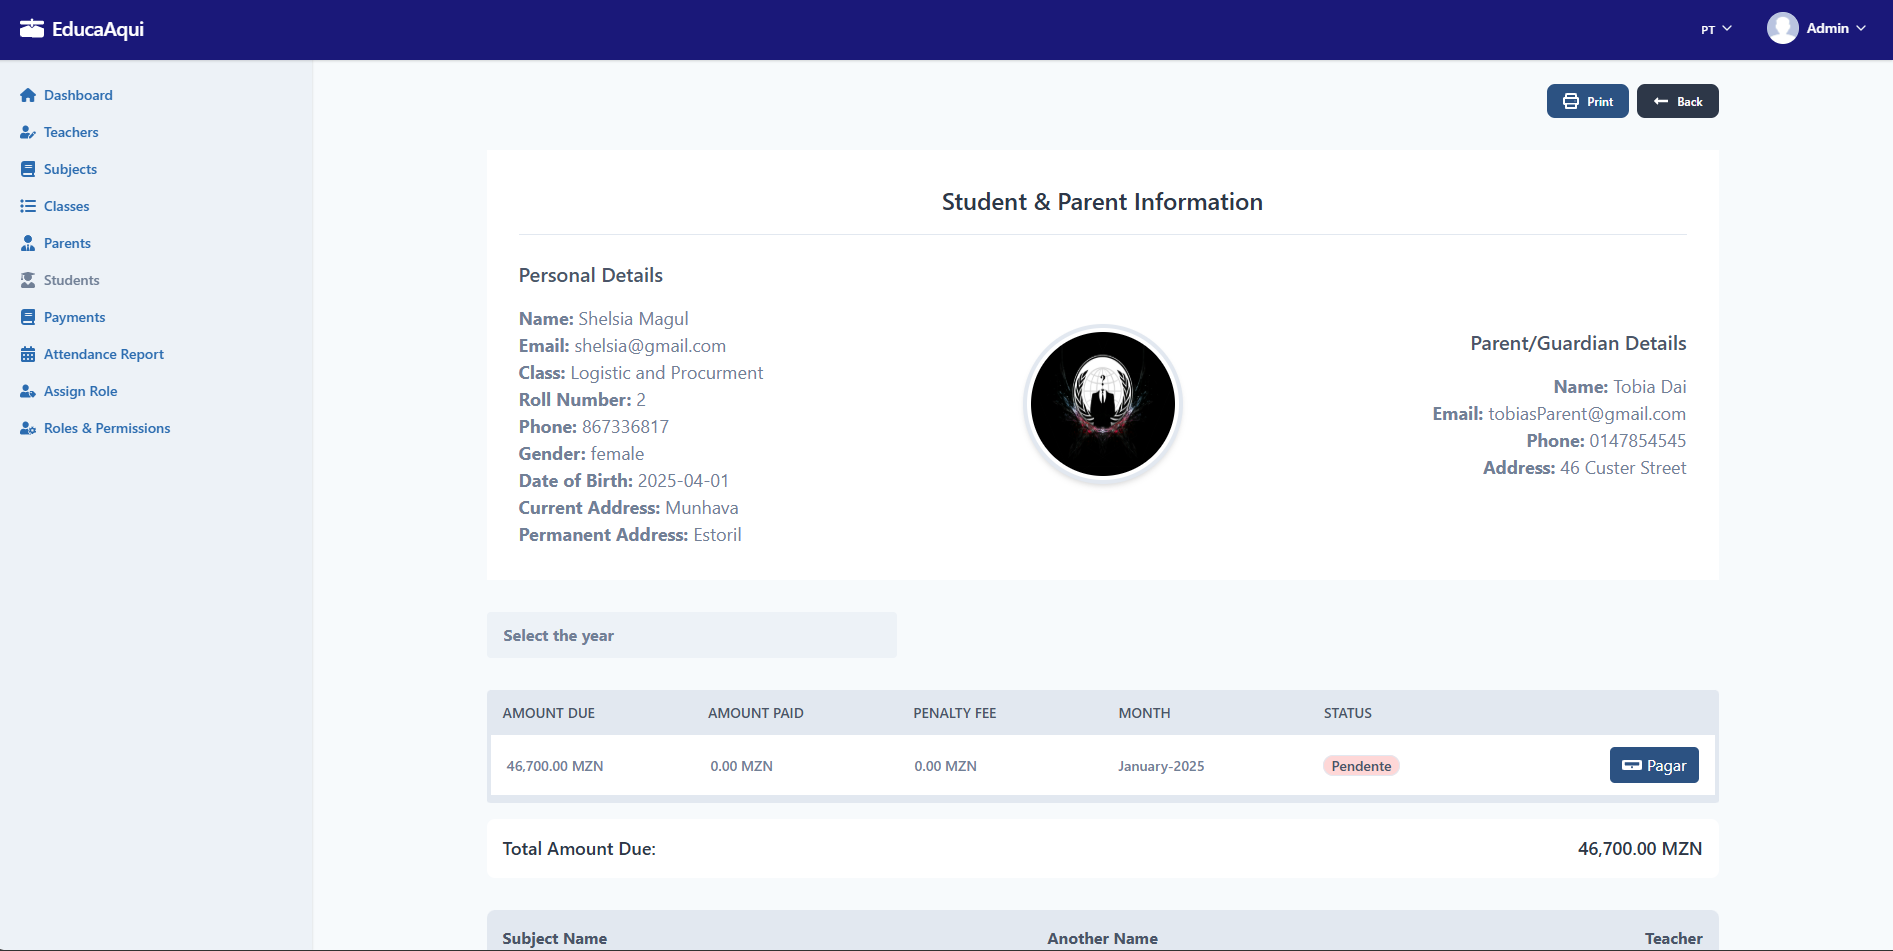 EducaAqui
PT
Admin
Dashboard
Teachers
Subjects
Classes
Parents
Students
Payments
Attendance Report
Assign Role
Roles & Permissions
Print
Back
Student & Parent Information
Personal Details
Name: Shelsia Magul
Email: shelsia@gmail.com
Class: Logistic and Procurment
Roll Number: 2
Phone: 867336817
Gender: female
Date of Birth: 2025-04-01
Current Address: Munhava
Permanent Address: Estoril
Parent/Guardian Details
Name: Tobia Dai
Email: tobiasParent@gmail.com
Phone: 0147854545
Address: 46 Custer Street
Select the year
AMOUNT DUE AMOUNT PAID PENALTY FEE MONTH STATUS
46,700.00 MZN 0.00 MZN 0.00 MZN January-2025 Pendente Pagar
Total Amount Due: 46,700.00 MZN
Subject Name Another Name Teacher